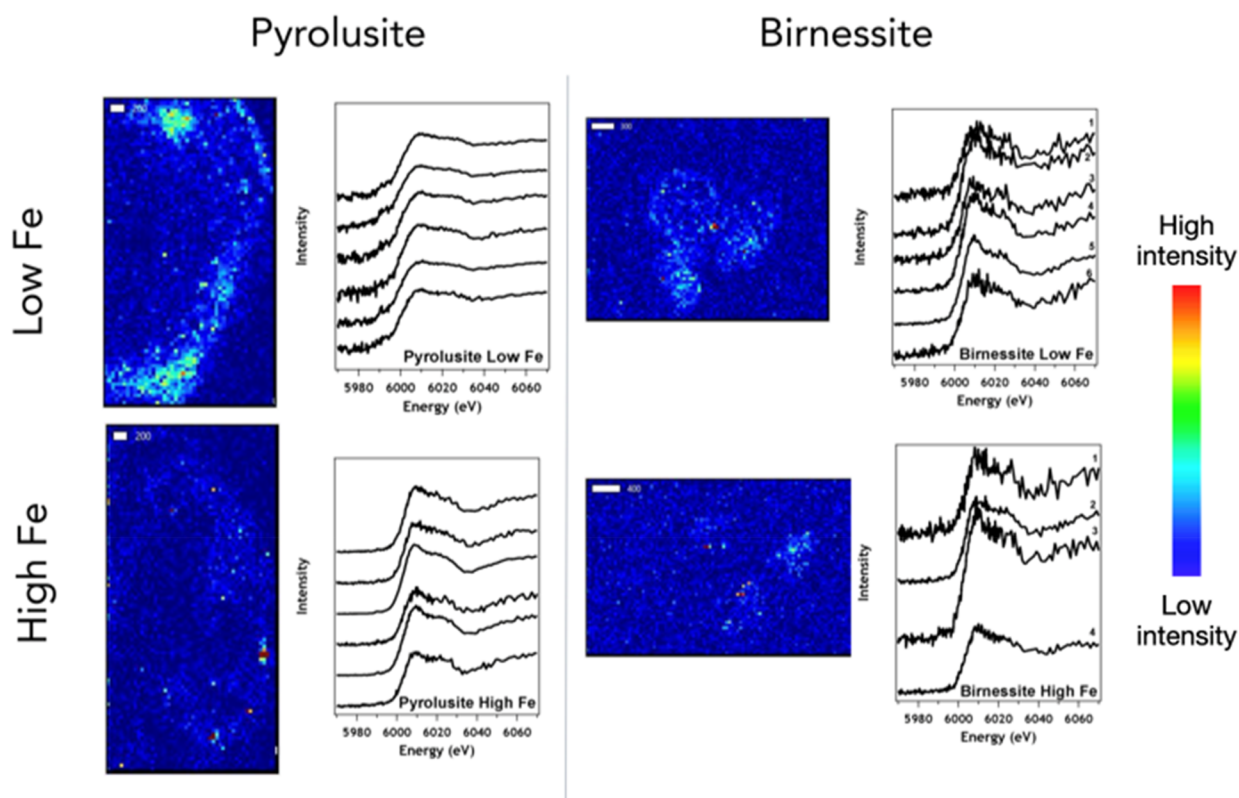 Pyrolusite
Birnessite
Low Fe
200
Intensity
Pyrolusite Low Fe
5980 6000 6020 6040 6060
Energy (eV)
300
Intensity
1
2
3
4
5
6
Birnessite Low Fe
5980 6000 6020 6040 6060
Energy (eV)
High
intensity
Low
intensity
High Fe
200
Intensity
Pyrolusite High Fe
5980 6000 6020 6040 6060
Energy (eV)
400
Intensity
1
2
3
4
Birnessite High Fe
5980 6000 6020 6040 6060
Energy (eV)